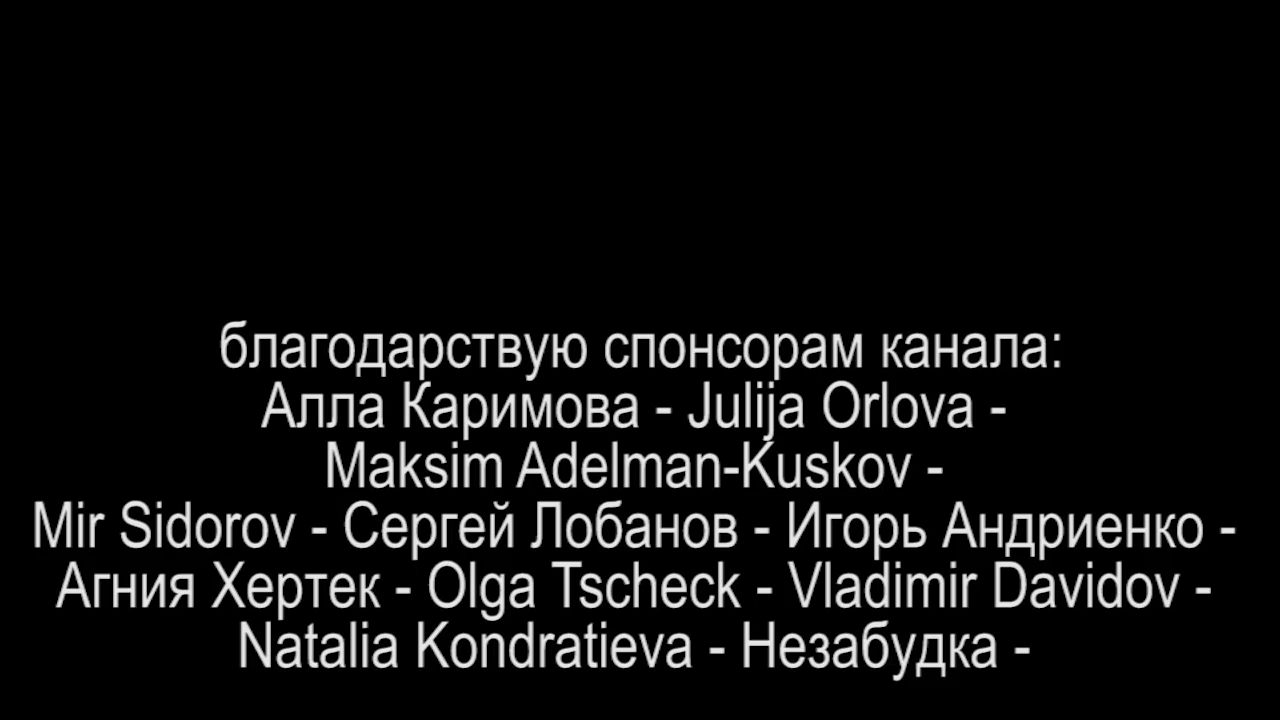 благодарствую спонсорам канала:
Алла Каримова - Julija Orlova -
Maksim Adelman-Kuskov -
Mir Sidorov - Сергей Лобанов - Игорь Андриенко -
Агния Хертек - Olga Tscheck - Vladimir Davidov -
Natalia Kondratieva - Незабудка -